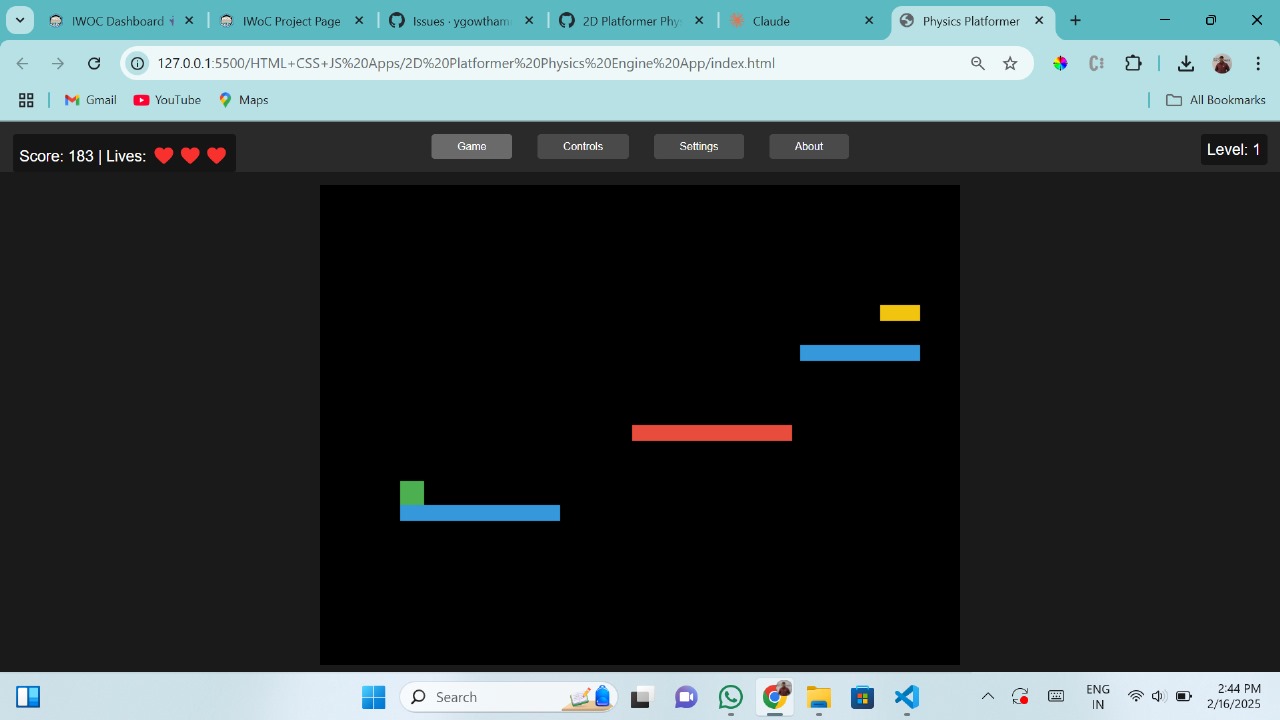 IWOC Dashboard
IWoC Project Page
Issues · ygowtham
2D Platformer Phy
Claude
Physics Platformer
127.0.0.1:5500/HTML+CSS+JS%20Apps/2D%20Platformer%20Physics%20Engine%20App/index.html
Gmail
YouTube
Maps
All Bookmarks
Score: 183 | Lives: ❤️ ❤️ ❤️
Game
Controls
Settings
About
Level: 1
Search
ENG
IN
2:44 PM
2/16/2025